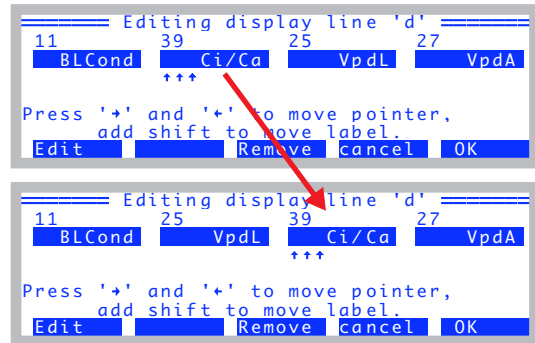 Editing display line 'd'
11 39 25 27
BLCond Ci/Ca VpdL VpdA
Press '→' and '←' to move pointer,
add shift to move label.
Edit Remove cancel OK
Editing display line 'd'
11 25 39 27
BLCond VpdL Ci/Ca VpdA
Press '→' and '←' to move pointer,
add shift to move label.
Edit Remove cancel OK